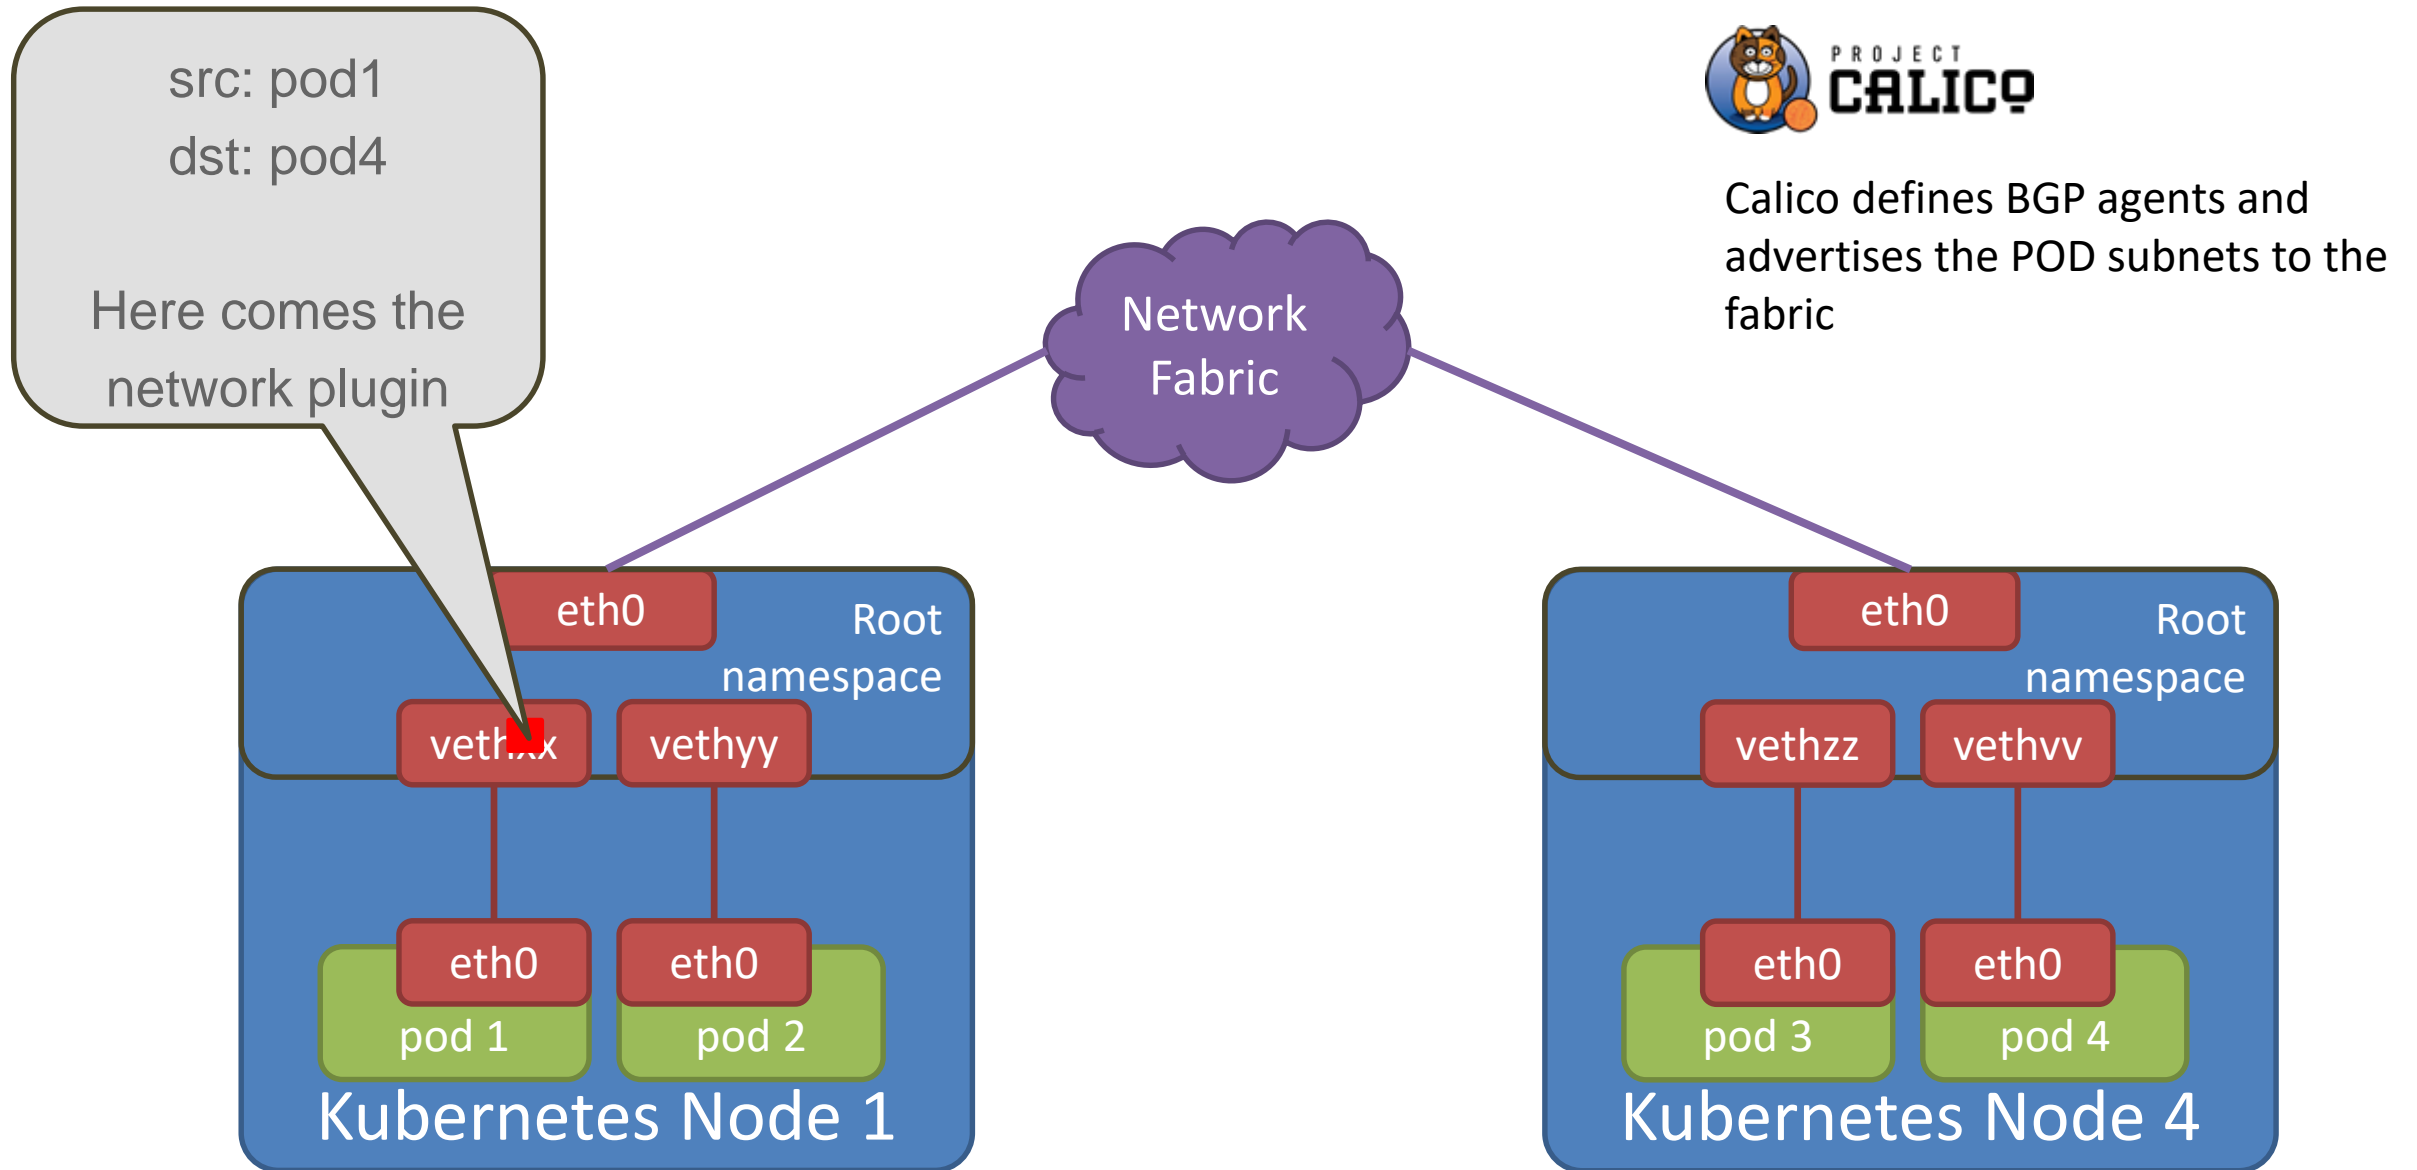 src: pod1
dst: pod4
Here comes the
network plugin
PROJECT
CALICO
Calico defines BGP agents and
advertises the POD subnets to the
fabric
Network
Fabric
eth0
Root
namespace
vethxx
vethyy
eth0
eth0
pod 1
pod 2
Kubernetes Node 1
eth0
Root
namespace
vethzz
vethvv
eth0
eth0
pod 3
pod 4
Kubernetes Node 4